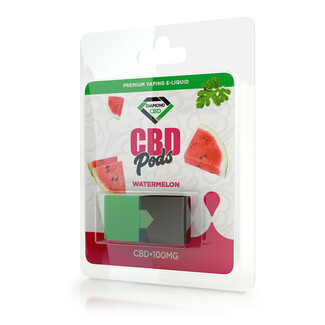 PREMIUM VAPING E-LIQUID
DIAMOND
CBD
CBD
Pods
WATERMELON
CBD•100MG